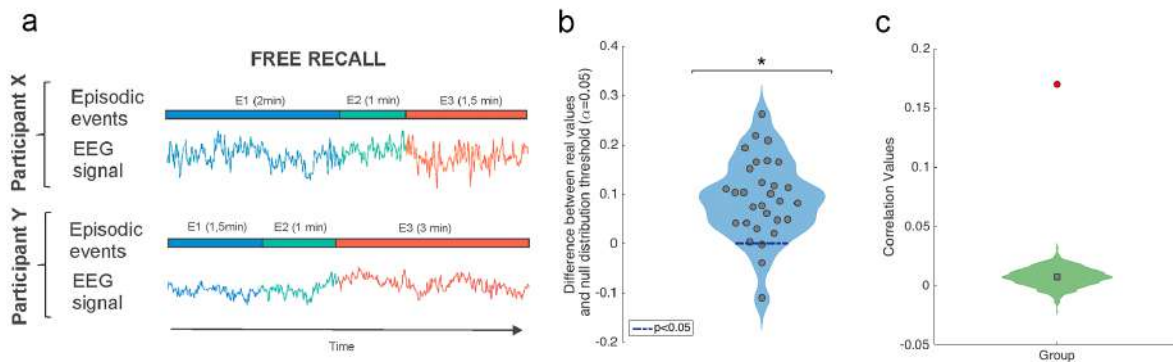 a
FREE RECALL
Participant X
Episodic
events
E1 (2min)
E2 (1 min)
E3 (1,5 min)
EEG
signal
Participant Y
Episodic
events
E1 (1,5min)
E2 (1 min)
E3 (3 min)
EEG
signal
Time
b
Difference between real values
and null distribution threshold (α=0.05)
0.4
0.3
0.2
0.1
0
-0.1
-0.2
*
p<0.05
c
Correlation Values
0.2
0.15
0.1
0.05
0
-0.05
Group